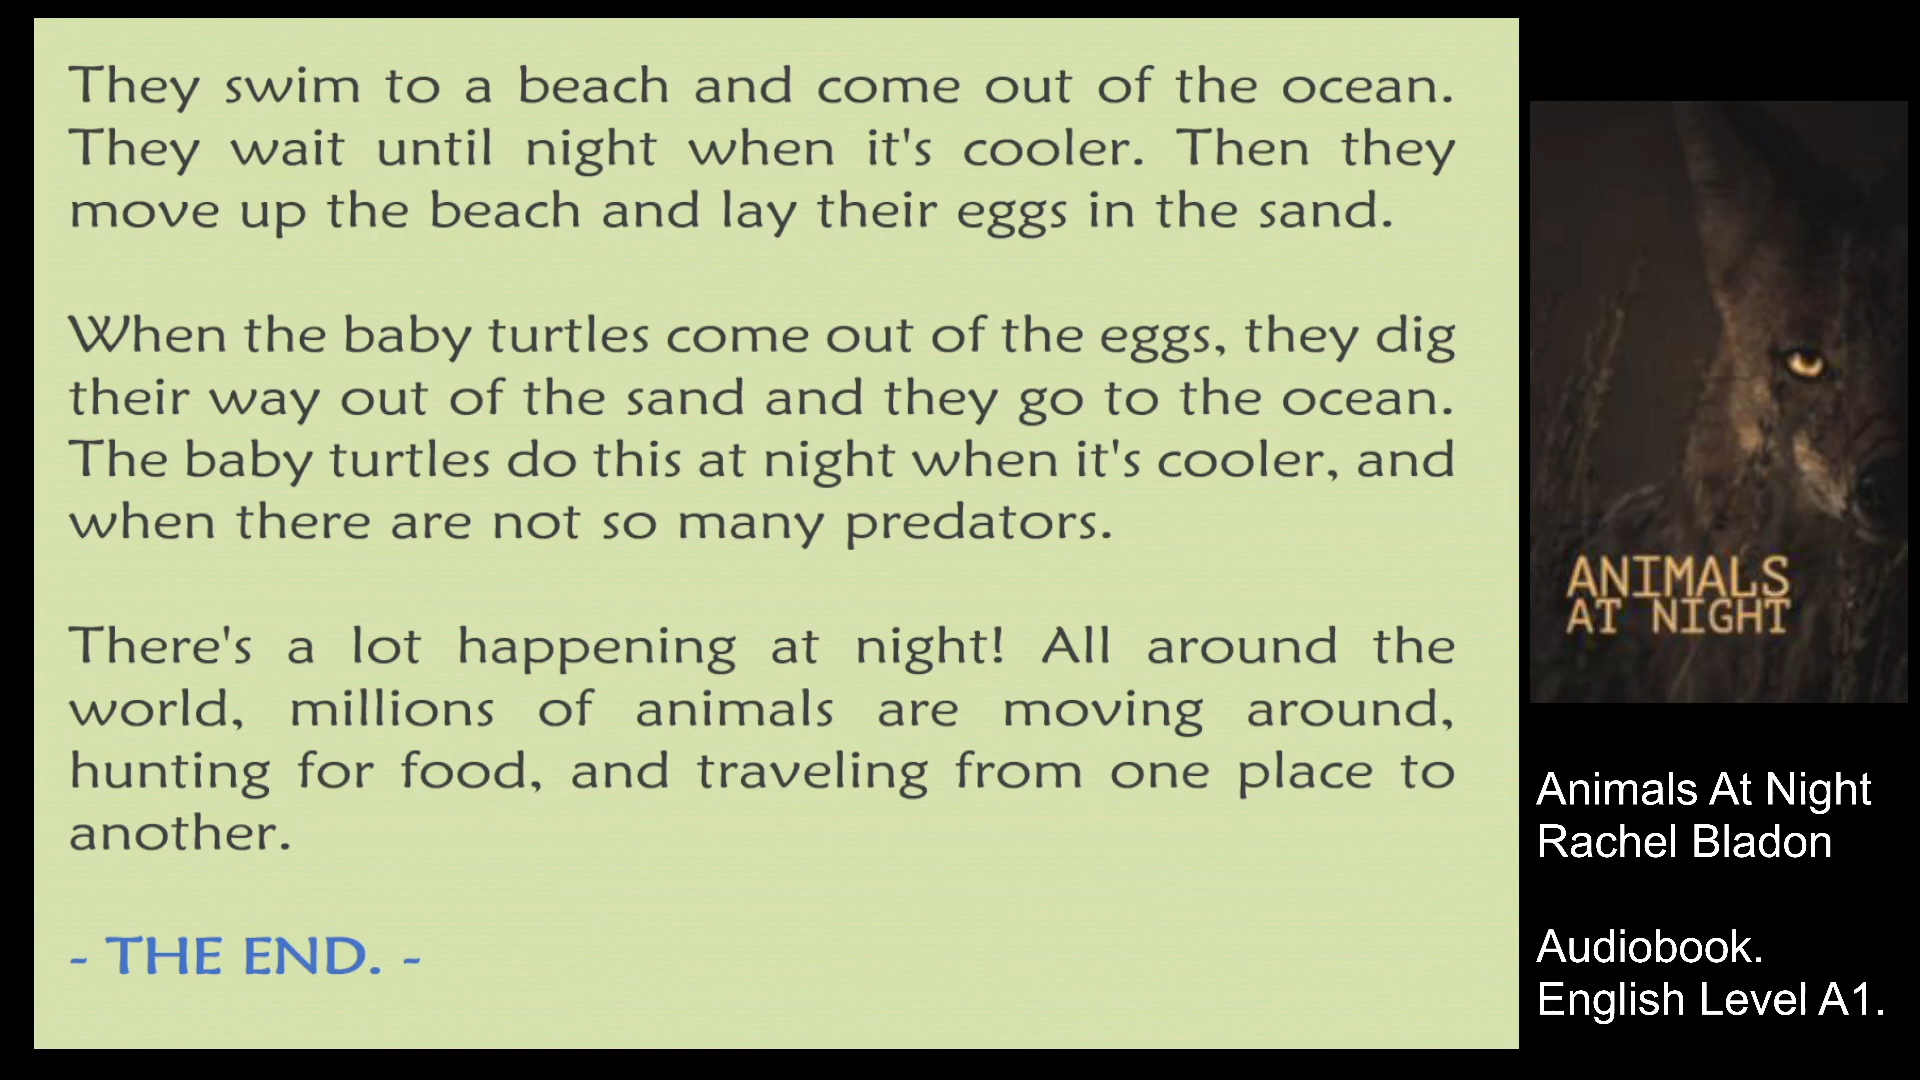 They swim to a beach and come out of the ocean.
They wait until night when it's cooler. Then they
move up the beach and lay their eggs in the sand.
When the baby turtles come out of the eggs, they dig
their way out of the sand and they go to the ocean.
The baby turtles do this at night when it's cooler, and
when there are not so many predators.
There's a lot happening at night! All around the
world, millions of animals are moving around,
hunting for food, and traveling from one place to
another.
- THE END. -
ANIMALS
AT NIGHT
Animals At Night
Rachel Bladon
Audiobook.
English Level A1.